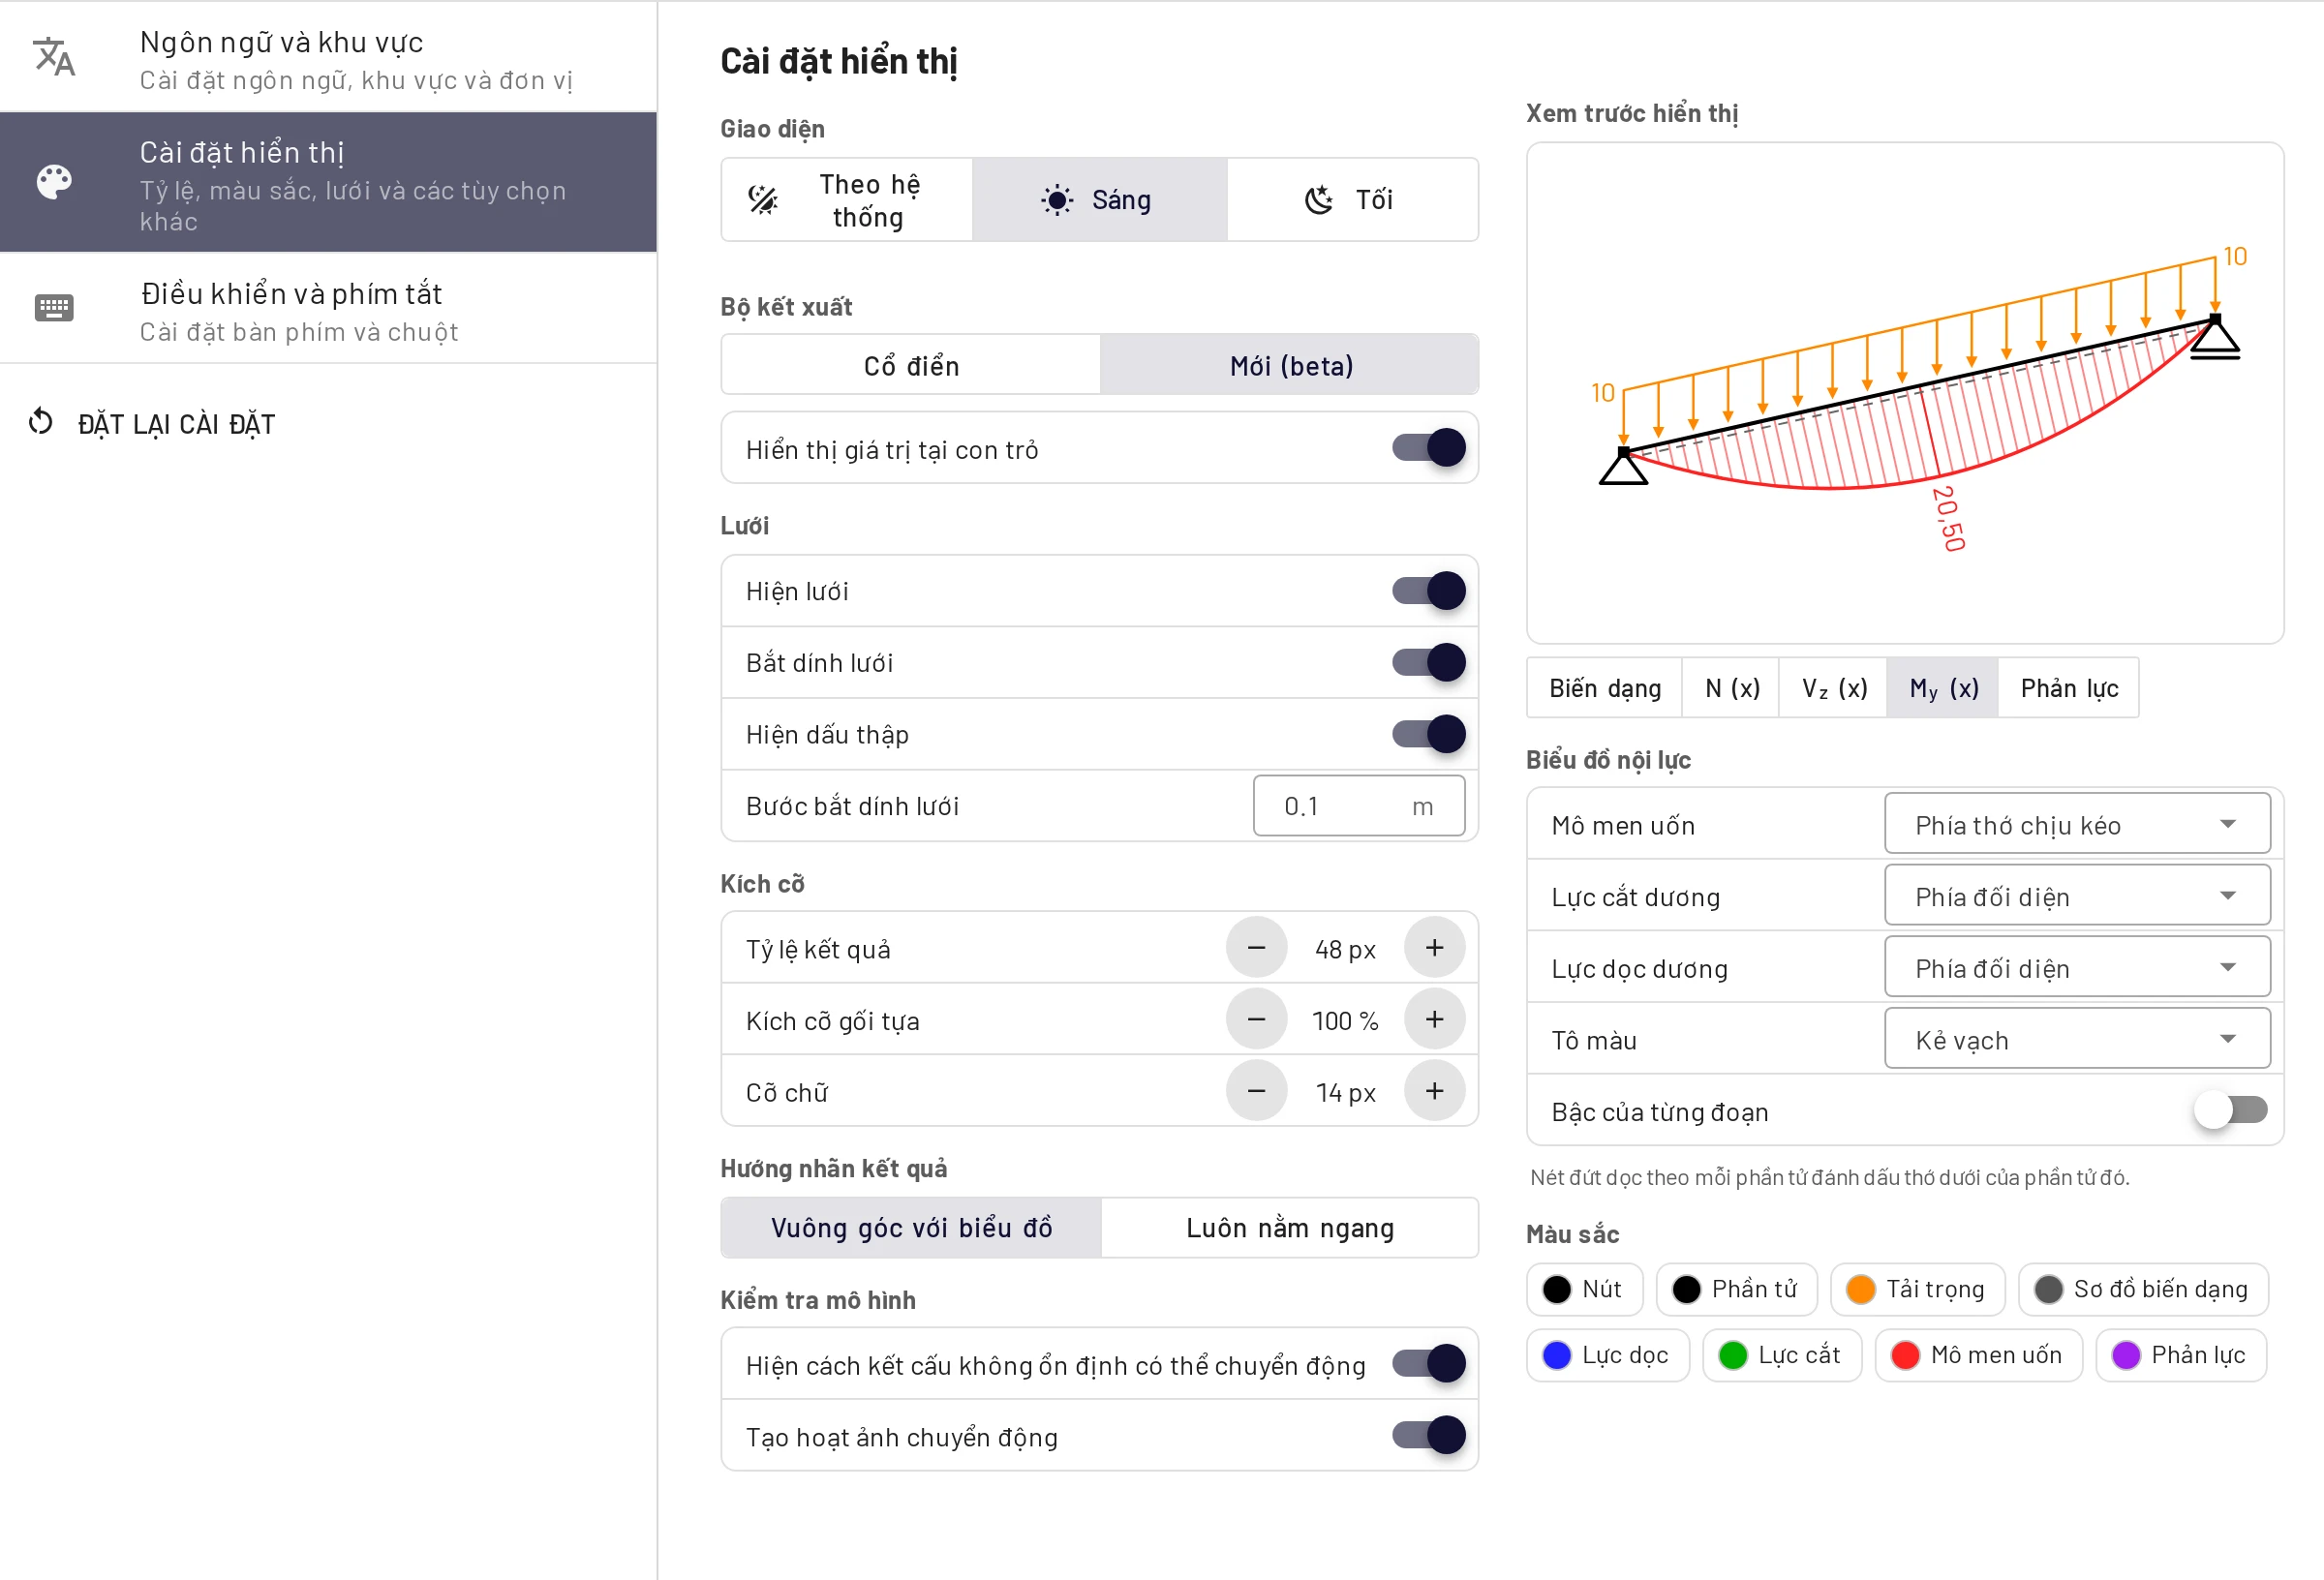 Ngôn ngữ và khu vực
Cài đặt ngôn ngữ, khu vực và đơn vị
Cài đặt hiển thị
Tỷ lệ, màu sắc, lưới và các tùy chọn
khác
Điều khiển và phím tắt
Cài đặt bàn phím và chuột
ĐẶT LẠI CÀI ĐẶT
Cài đặt hiển thị
Giao diện
Theo hệ
thống
Sáng
Tối
Bộ kết xuất
Cổ điển
Mới (beta)
Hiển thị giá trị tại con trỏ
Lưới
Hiện lưới
Bắt dính lưới
Hiện dấu thập
Bước bắt dính lưới
0.1 m
Kích cỡ
Tỷ lệ kết quả
− 48 px +
Kích cỡ gối tựa
− 100 % +
Cỡ chữ
− 14 px +
Hướng nhãn kết quả
Vuông góc với biểu đồ
Luôn nằm ngang
Kiểm tra mô hình
Hiện cách kết cấu không ổn định có thể chuyển động
Tạo hoạt ảnh chuyển động
Xem trước hiển thị
10
10
20,50
Biến dạng
N (x)
Vz (x)
My (x)
Phản lực
Biểu đồ nội lực
Mô men uốn
Phía thớ chịu kéo
Lực cắt dương
Phía đối diện
Lực dọc dương
Phía đối diện
Tô màu
Kẻ vạch
Bậc của từng đoạn
Nét đứt dọc theo mỗi phần tử đánh dấu thớ dưới của phần tử đó.
Màu sắc
Nút
Phần tử
Tải trọng
Sơ đồ biến dạng
Lực dọc
Lực cắt
Mô men uốn
Phản lực